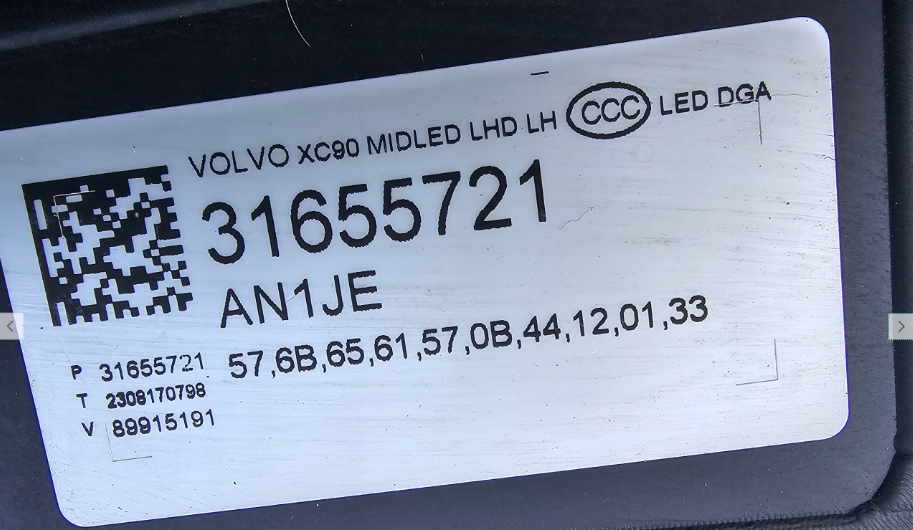 VOLVO XC90 MIDLED LHD LH CCC LED DGA
31655721
AN1JE
57,6B,65,61,57,0B,44,12,01,33
P 31655721
T 2308170798
V 89915191